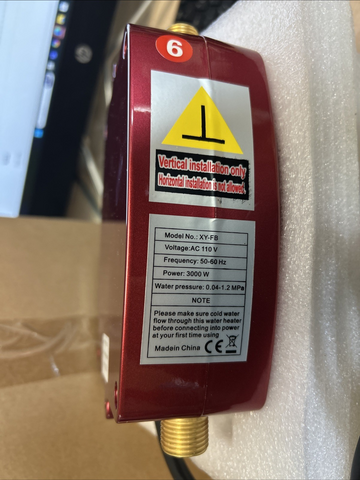 6
Vertical installation only
Horizontal installation is not allowed
Model No.: XY-FB
Voltage:AC 110 V
Frequency: 50-60 Hz
Power: 3000 W
Water pressure: 0.04-1.2 MPa
NOTE
Please make sure cold water
flow through this water heater
before connecting into power
at your first time using
Madein China CE
hp